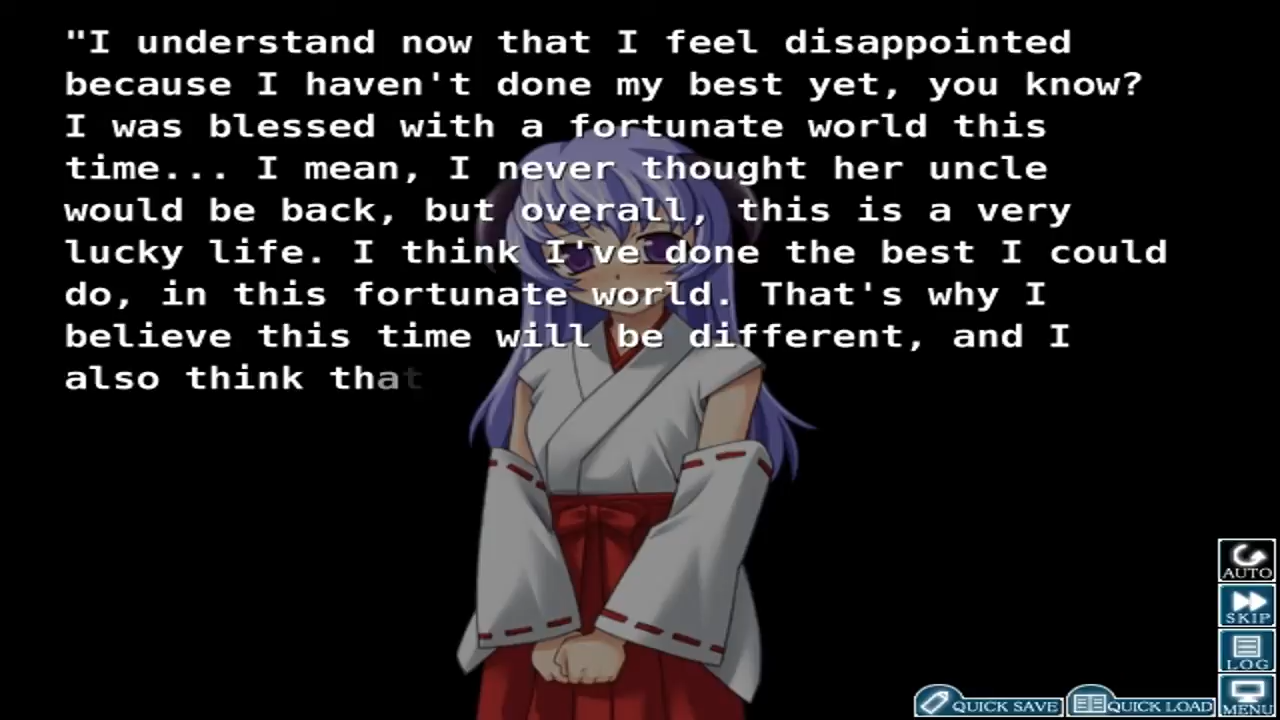 "I understand now that I feel disappointed
because I haven't done my best yet, you know?
I was blessed with a fortunate world this
time... I mean, I never thought her uncle
would be back, but overall, this is a very
lucky life. I think I've done the best I could
do, in this fortunate world. That's why I
believe this time will be different, and I
also think that
AUTO
SKIP
LOG
MENU
QUICK SAVE
QUICK LOAD